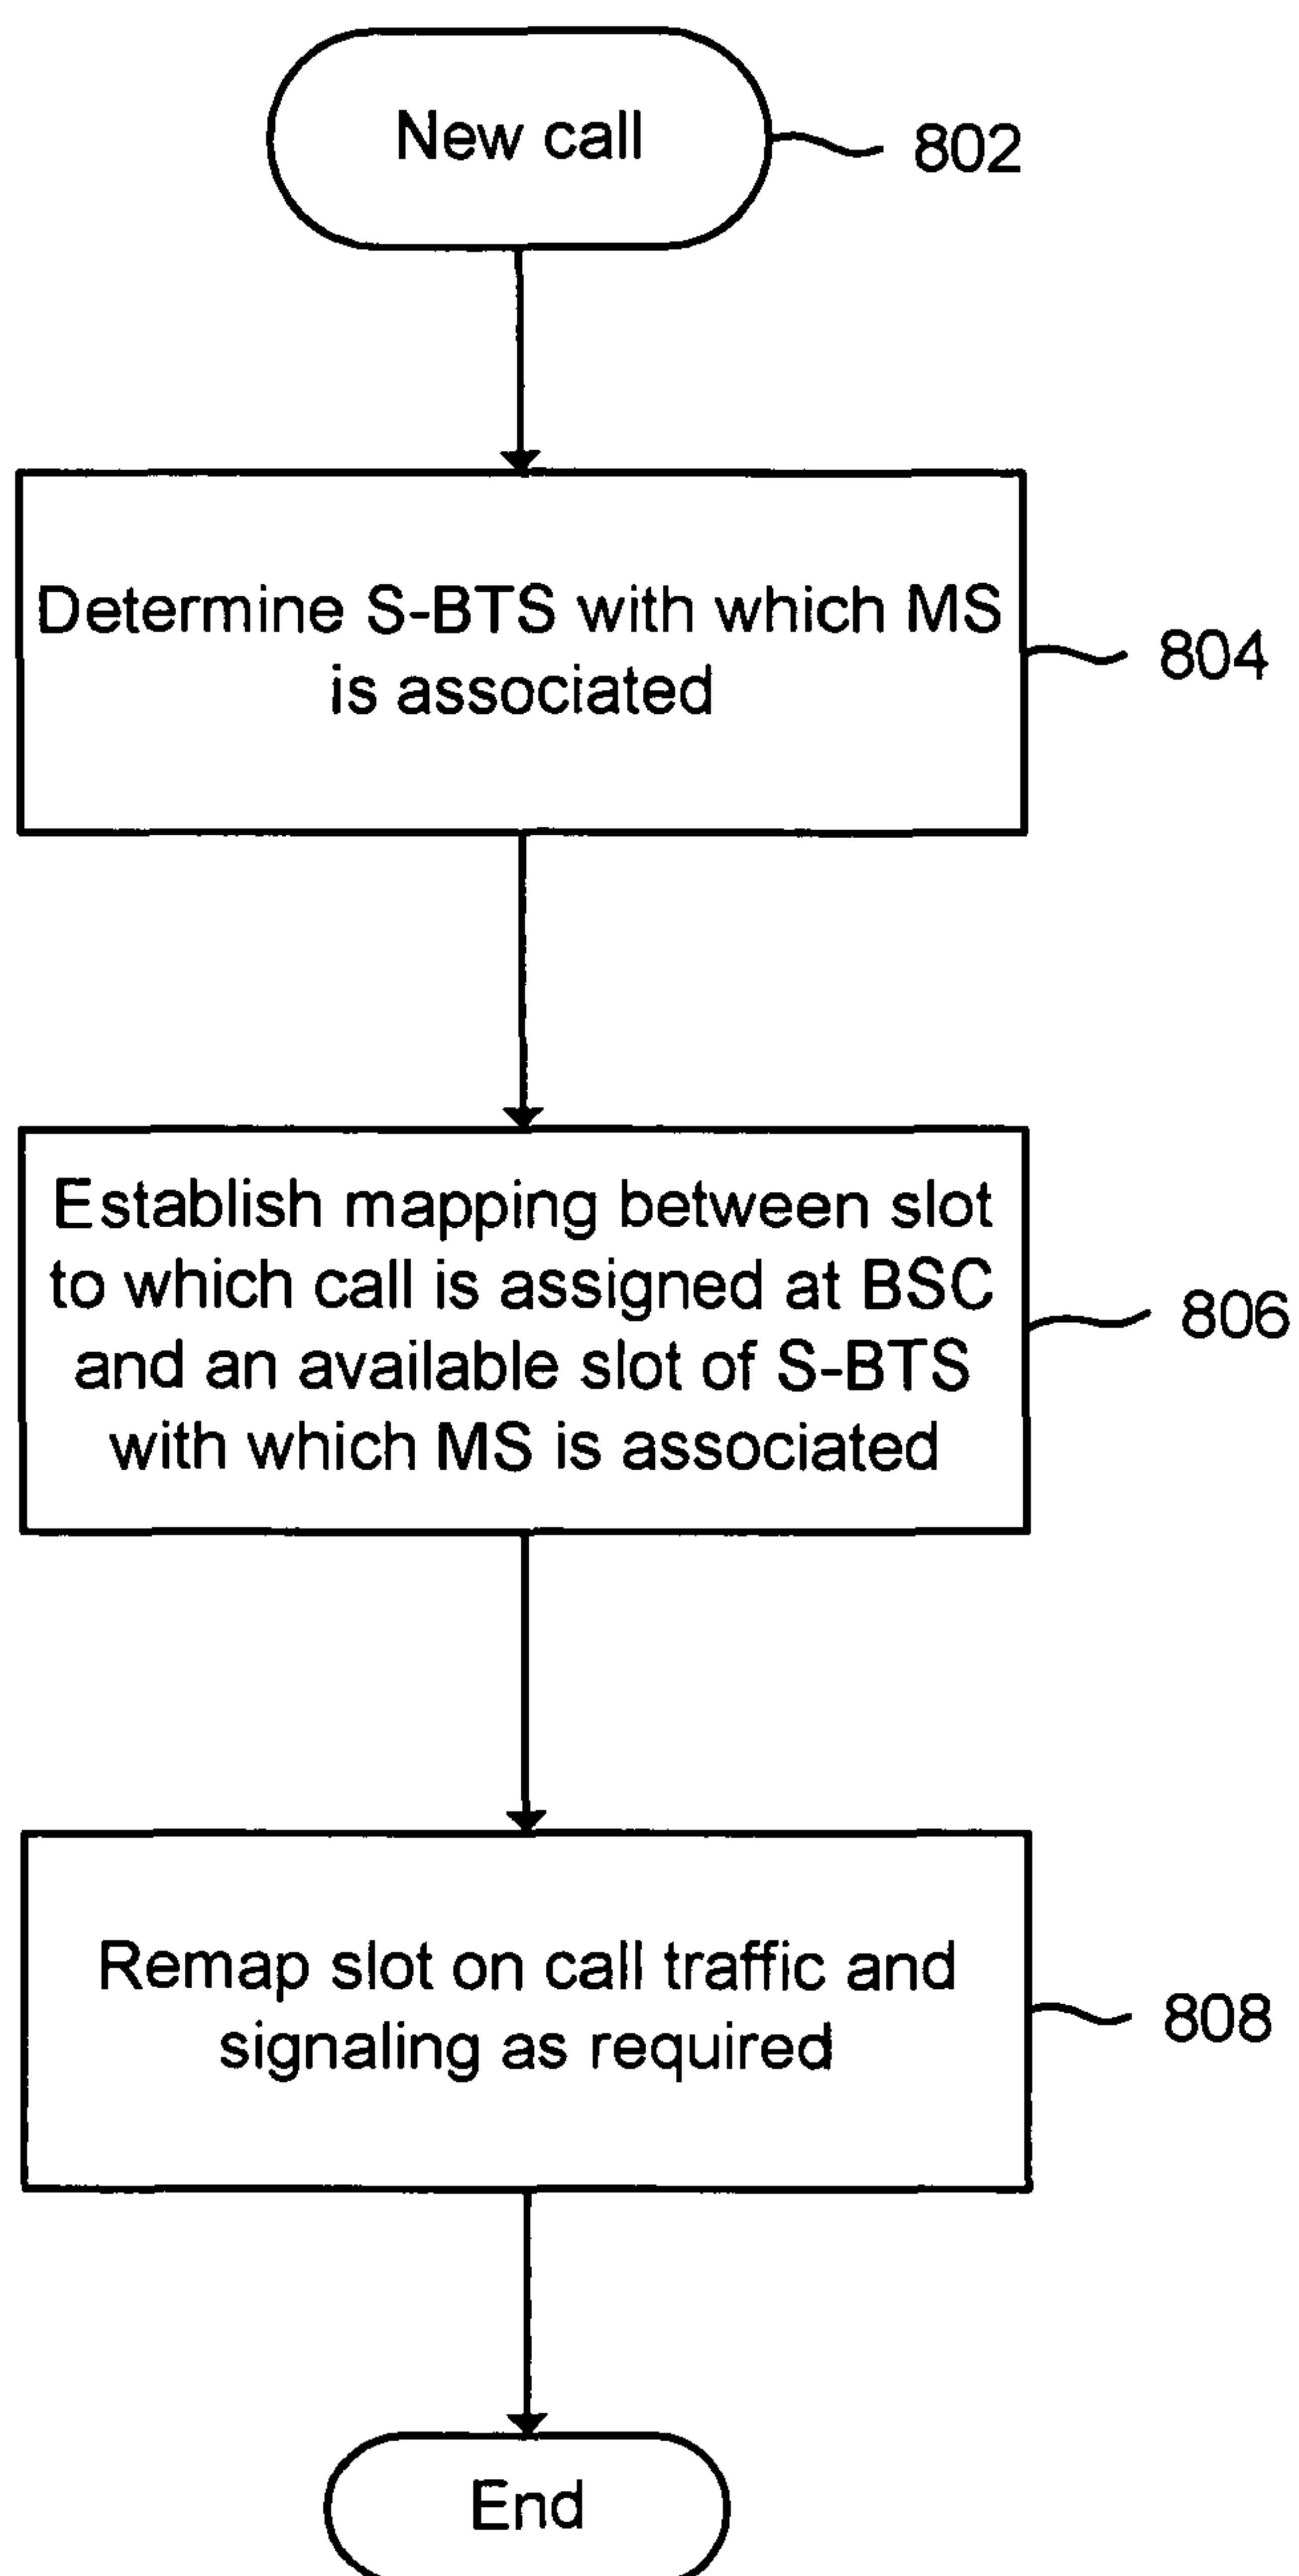 New call
802
Determine S-BTS with which MS
is associated
804
Establish mapping between slot
to which call is assigned at BSC
and an available slot of S-BTS
with which MS is associated
806
Remap slot on call traffic and
signaling as required
808
End